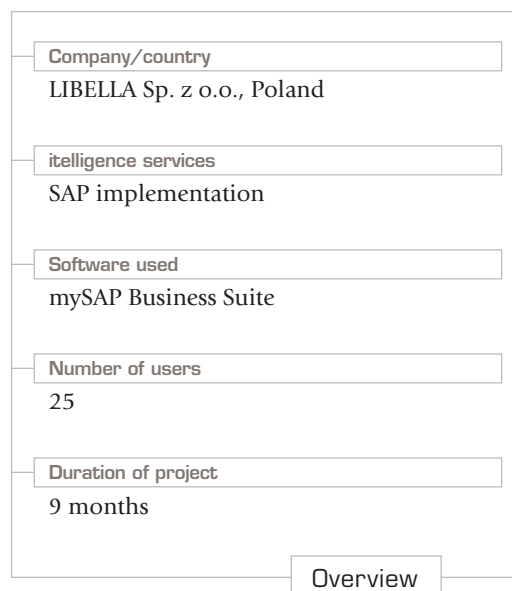 Company/country
LIBELLA Sp. z o.o., Poland
itelligence services
SAP implementation
Software used
mySAP Business Suite
Number of users
25
Duration of project
9 months
Overview